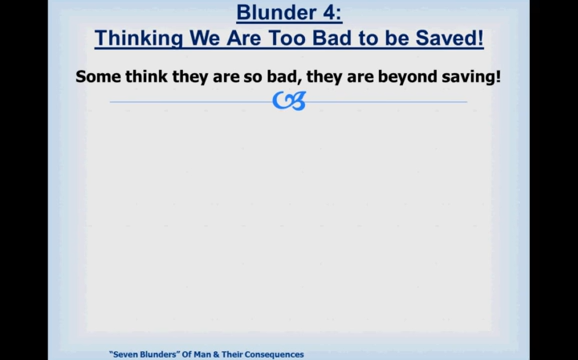 Blunder 4:
Thinking We Are Too Bad to be Saved!
Some think they are so bad, they are beyond saving!
“Seven Blunders” Of Man & Their Consequences